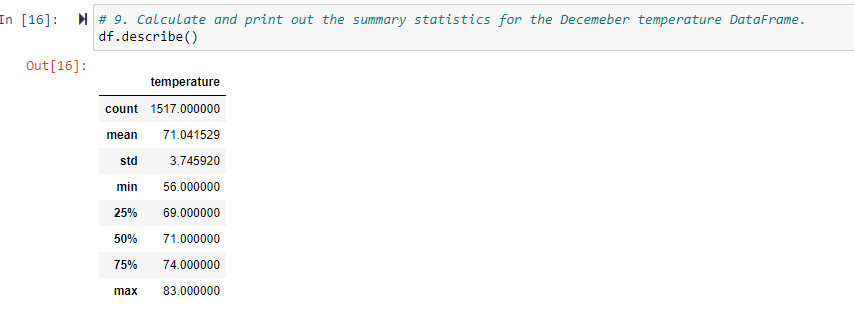 In [16]:
# 9. Calculate and print out the summary statistics for the Decemeber temperature DataFrame.
df.describe()
Out[16]:
temperature
count 1517.000000
mean 71.041529
std 3.745920
min 56.000000
25% 69.000000
50% 71.000000
75% 74.000000
max 83.000000